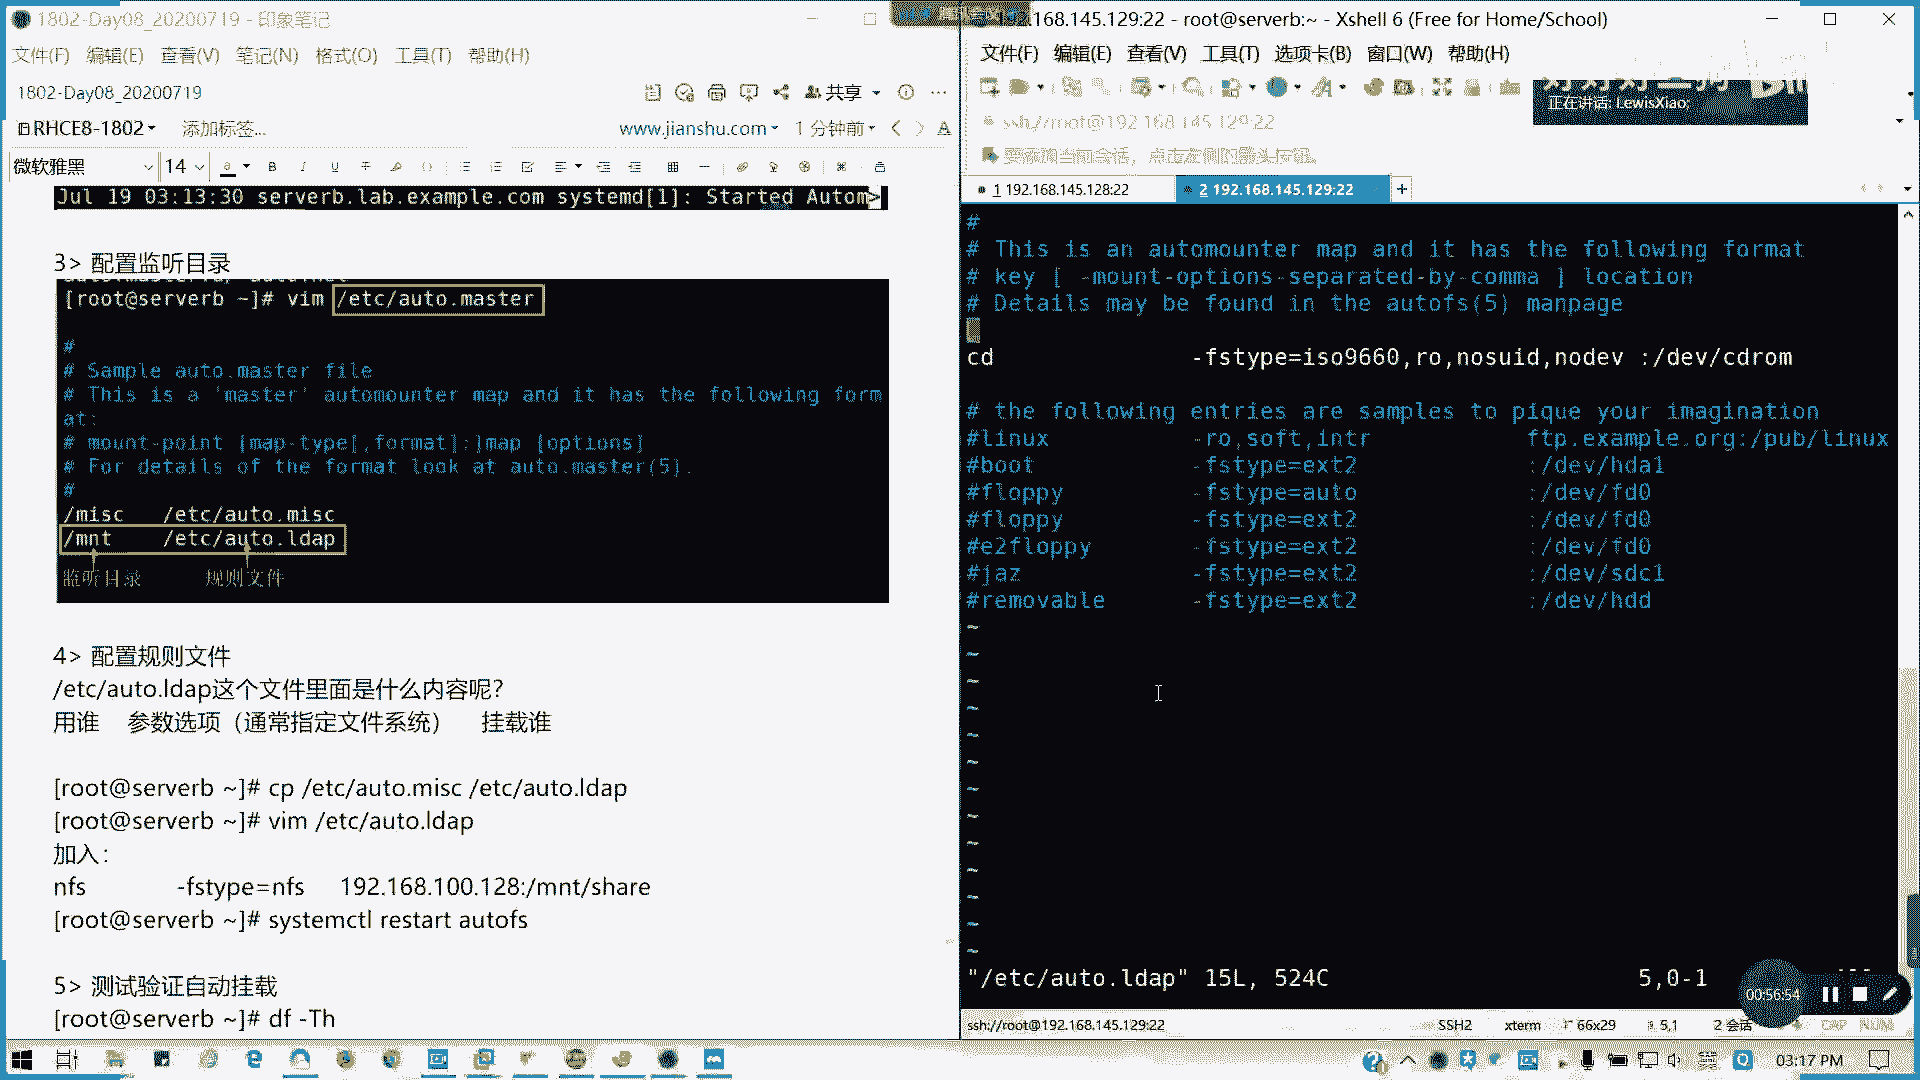 1802-Day08_20200719 - 印象笔记
文件(F) 编辑(E) 查看(V) 笔记(N) 格式(O) 工具(T) 帮助(H)
1802-Day08_20200719
共享
RHCE8-1802
添加标签...
www.jianshu.com
1 分钟前
微软雅黑
14
Jul 19 03:13:30 serverb.lab.example.com systemd[1]: Started Autom>
3> 配置监听目录
[root@serverb ~]# vim /etc/auto.master
#
# Sample auto.master file
# This is a 'master' automounter map and it has the following form
at:
# mount-point [map-type[,format]:]map [options]
# For details of the format look at auto.master(5).
#
/misc /etc/auto.misc
/mnt /etc/auto.ldap
监听目录 规则文件
4> 配置规则文件
/etc/auto.ldap这个文件里面是什么内容呢？
用谁 参数选项（通常指定文件系统） 挂载谁
[root@serverb ~]# cp /etc/auto.misc /etc/auto.ldap
[root@serverb ~]# vim /etc/auto.ldap
加入：
nfs -fstype=nfs 192.168.100.128:/mnt/share
[root@serverb ~]# systemctl restart autofs
5> 测试验证自动挂载
[root@serverb ~]# df -Th
192.168.145.129:22 - root@serverb:~ - Xshell 6 (Free for Home/School)
文件(F) 编辑(E) 查看(V) 工具(T) 选项卡(B) 窗口(W) 帮助(H)
正在讲话: LewisXiao;
ssh://root@192.168.145.129:22
要添加当前会话，点击左侧的箭头按钮。
1 192.168.145.128:22
2 192.168.145.129:22
#
# This is an automounter map and it has the following format
# key [ -mount-options-separated-by-comma ] location
# Details may be found in the autofs(5) manpage
cd -fstype=iso9660,ro,nosuid,nodev :/dev/cdrom
# the following entries are samples to pique your imagination
#linux -ro,soft,intr ftp.example.org:/pub/linux
#boot -fstype=ext2 :/dev/hda1
#floppy -fstype=auto :/dev/fd0
#floppy -fstype=ext2 :/dev/fd0
#e2floppy -fstype=ext2 :/dev/fd0
#jaz -fstype=ext2 :/dev/sdc1
#removable -fstype=ext2 :/dev/hdd
~
~
~
~
~
~
~
~
~
~
~
~
~
"/etc/auto.ldap" 15L, 524C 5,0-1
00:56:54
ssh://root@192.168.145.129:22
SSH2
xterm
66x29
5,1
2 会话
CAP NUM
03:17 PM